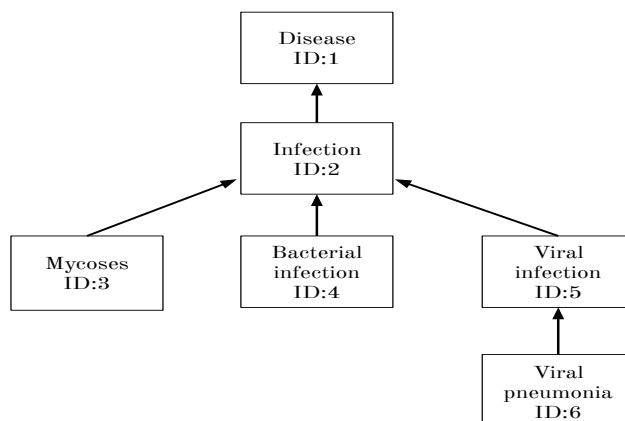 Disease
ID:1
Infection
ID:2
Mycoses
ID:3
Bacterial
infection
ID:4
Viral
infection
ID:5
Viral
pneumonia
ID:6